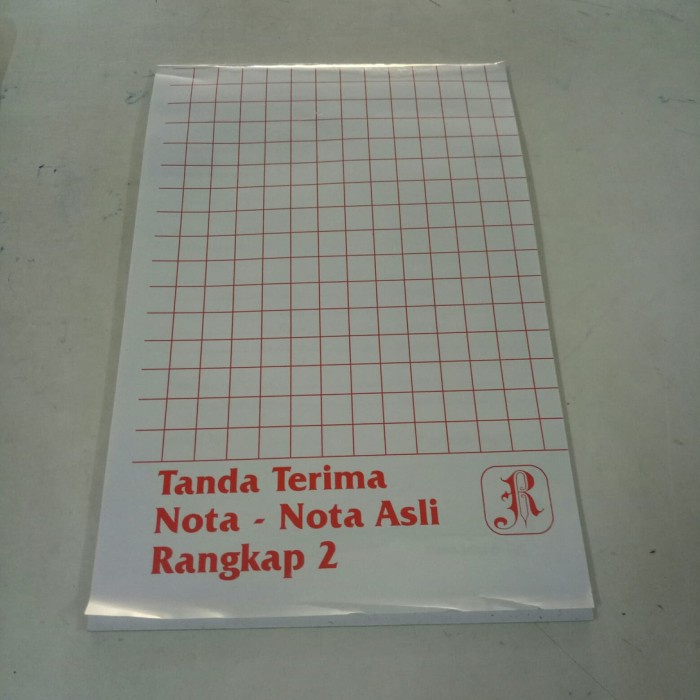 Tanda Terima
Nota - Nota Asli
Rangkap 2
R